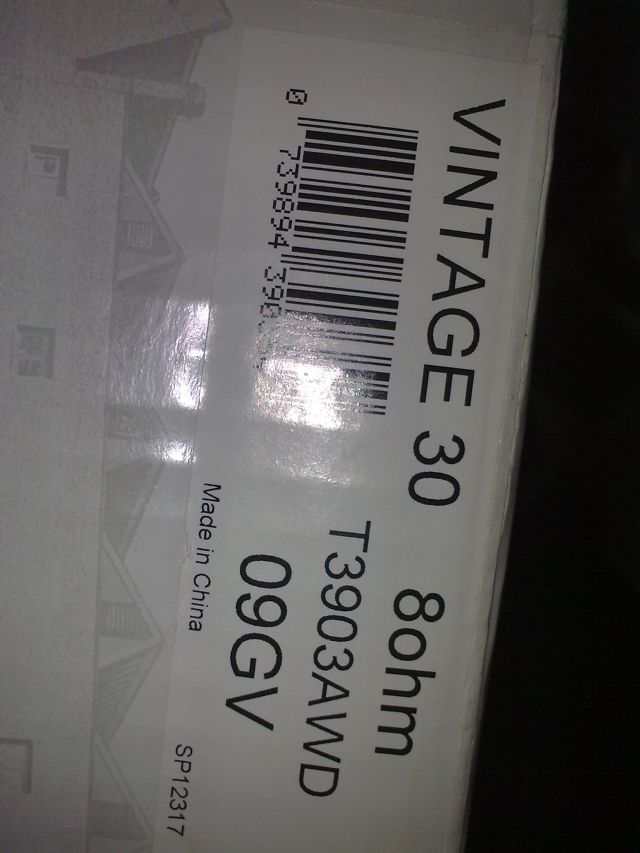 VINTAGE 30
8ohm
T3903AWD
09GV
0 739894 390
Made in China
SP12317